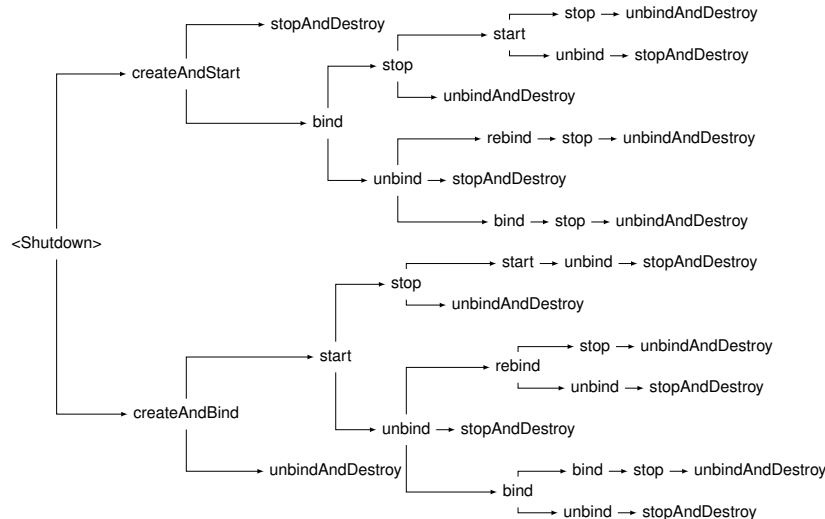 stop unbindAndDestroy
stopAndDestroy
start
unbind stopAndDestroy
stop
createAndStart
unbindAndDestroy
bind
rebind stop unbindAndDestroy
unbind stopAndDestroy
bind stop unbindAndDestroy
<Shutdown>
start unbind stopAndDestroy
stop
unbindAndDestroy
stop unbindAndDestroy
start
rebind
unbind stopAndDestroy
createAndBind
unbind stopAndDestroy
unbindAndDestroy
bind stop unbindAndDestroy
bind
unbind stopAndDestroy